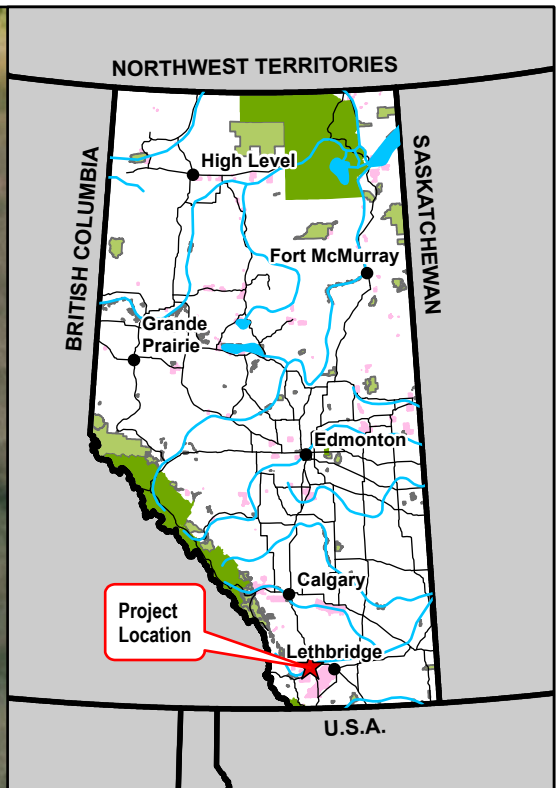 NORTHWEST TERRITORIES
BRITISH COLUMBIA
SASKATCHEWAN
High Level
Fort McMurray
Grande
Prairie
Edmonton
Calgary
Project
Location
Lethbridge
U.S.A.